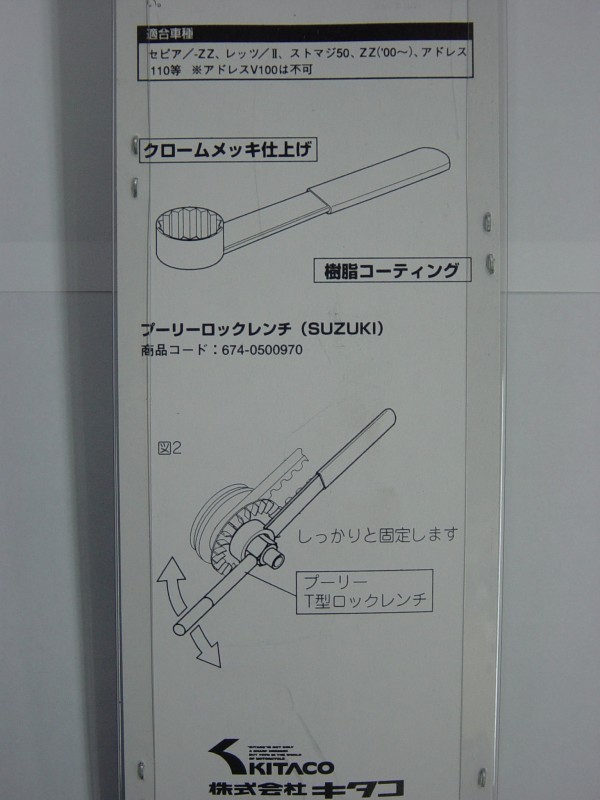 適合車種
セピア／-ZZ、レッツ／Ⅱ、ストマジ50、ZZ('00～)、アドレス
110等　※アドレスV100は不可
クロームメッキ仕上げ
樹脂コーティング
プーリーロックレンチ（SUZUKI）
商品コード：674-0500970
図2
しっかりと固定します
プーリー
T型ロックレンチ
KITACO
株式会社キタコ